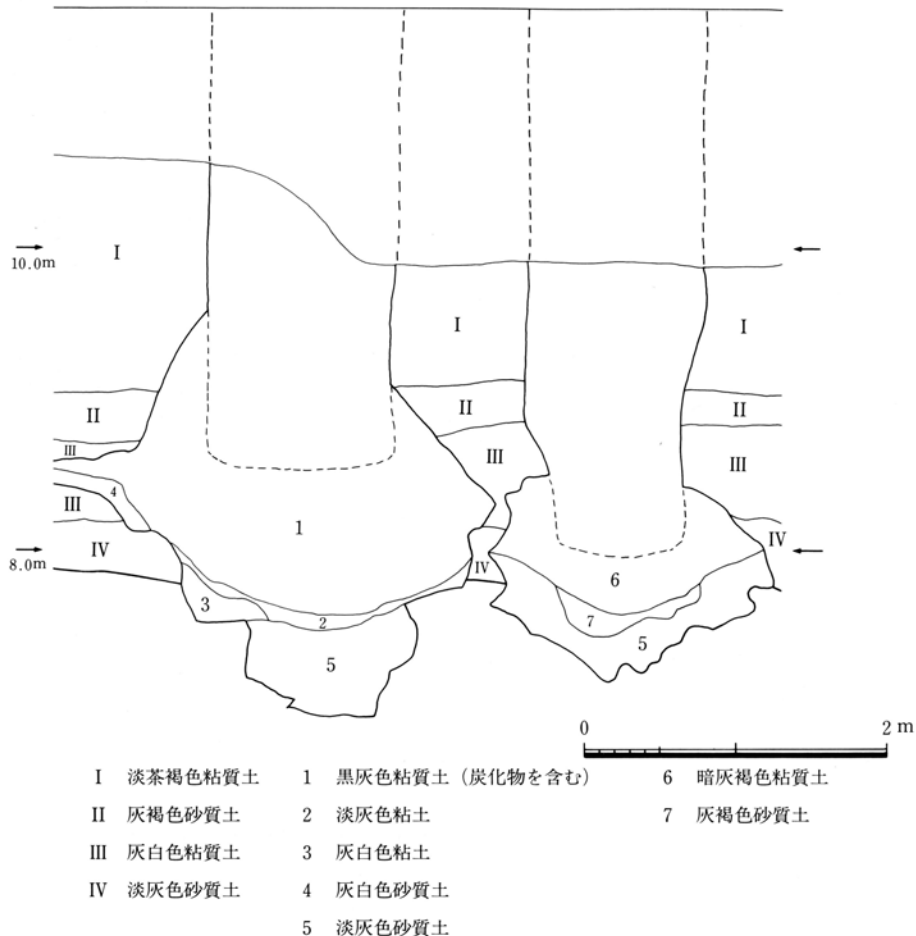 I
10.0m
I
I
II
II
II
III
III
III
4
III
1
IV
IV
8.0m
IV
6
3
2
7
5
5
0 2 m
I 淡茶褐色粘質土 1 黒灰色粘質土（炭化物を含む） 6 暗灰褐色粘質土
II 灰褐色砂質土 2 淡灰色粘土 7 灰褐色砂質土
III 灰白色粘質土 3 灰白色粘土
IV 淡灰色砂質土 4 灰白色砂質土
5 淡灰色砂質土